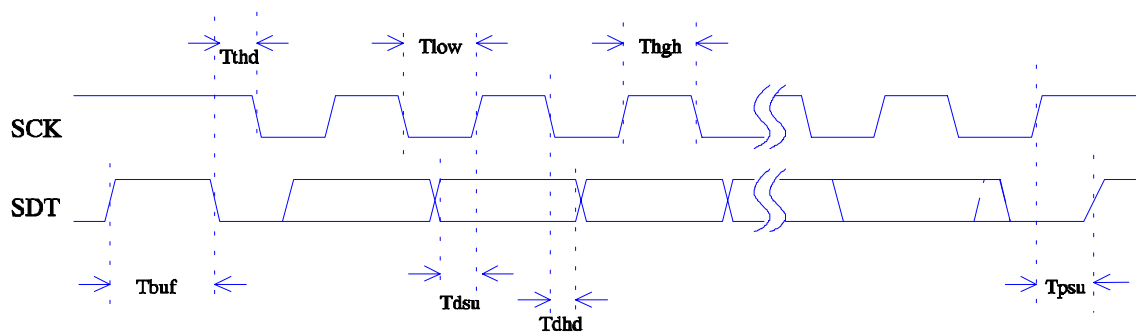 Tthd
Tlow
Thgh
SCK
SDT
Tbuf
Tdsu
Tdhd
Tpsu